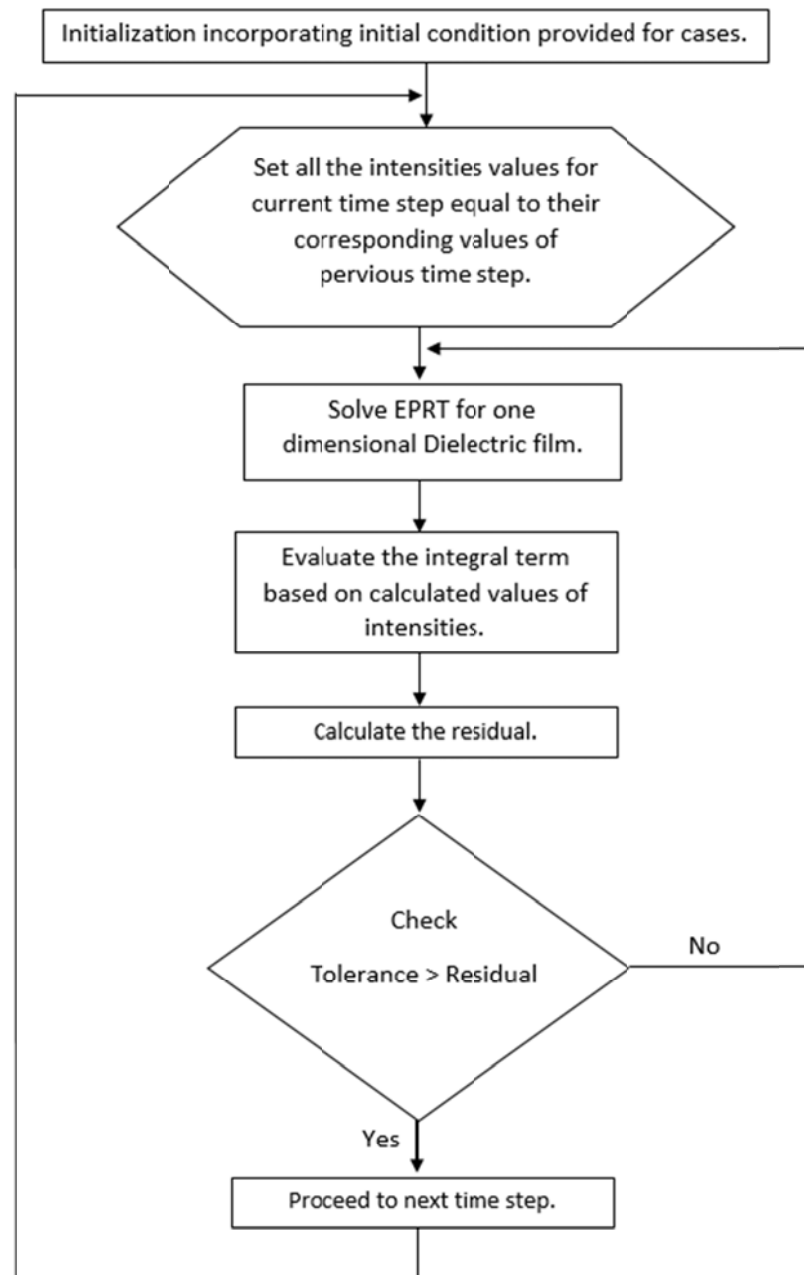 Initialization incorporating initial condition provided for cases.
Set all the intensities values for
current time step equal to their
corresponding values of
pervious time step.
Solve EPRT for one
dimensional Dielectric film.
Evaluate the integral term
based on calculated values of
intensities.
Calculate the residual.
Check
Tolerance > Residual
No
Yes
Proceed to next time step.